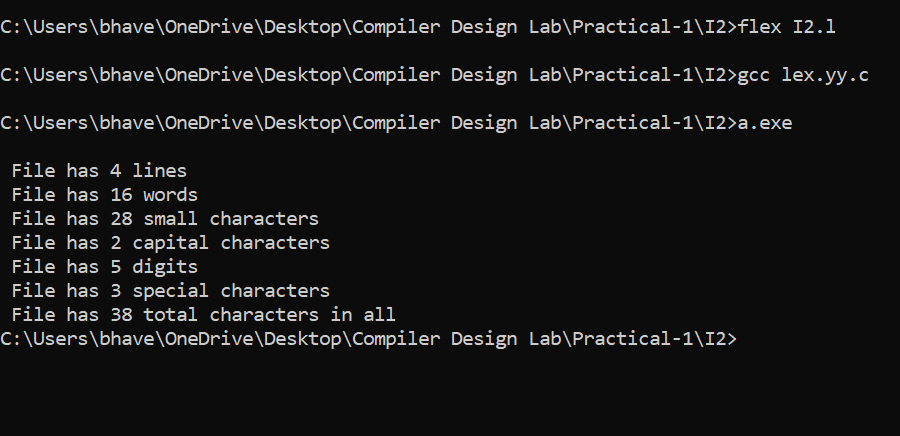 C:\Users\bhave\OneDrive\Desktop\Compiler Design Lab\Practical-1\I2>flex I2.l
C:\Users\bhave\OneDrive\Desktop\Compiler Design Lab\Practical-1\I2>gcc lex.yy.c
C:\Users\bhave\OneDrive\Desktop\Compiler Design Lab\Practical-1\I2>a.exe
File has 4 lines
File has 16 words
File has 28 small characters
File has 2 capital characters
File has 5 digits
File has 3 special characters
File has 38 total characters in all
C:\Users\bhave\OneDrive\Desktop\Compiler Design Lab\Practical-1\I2>